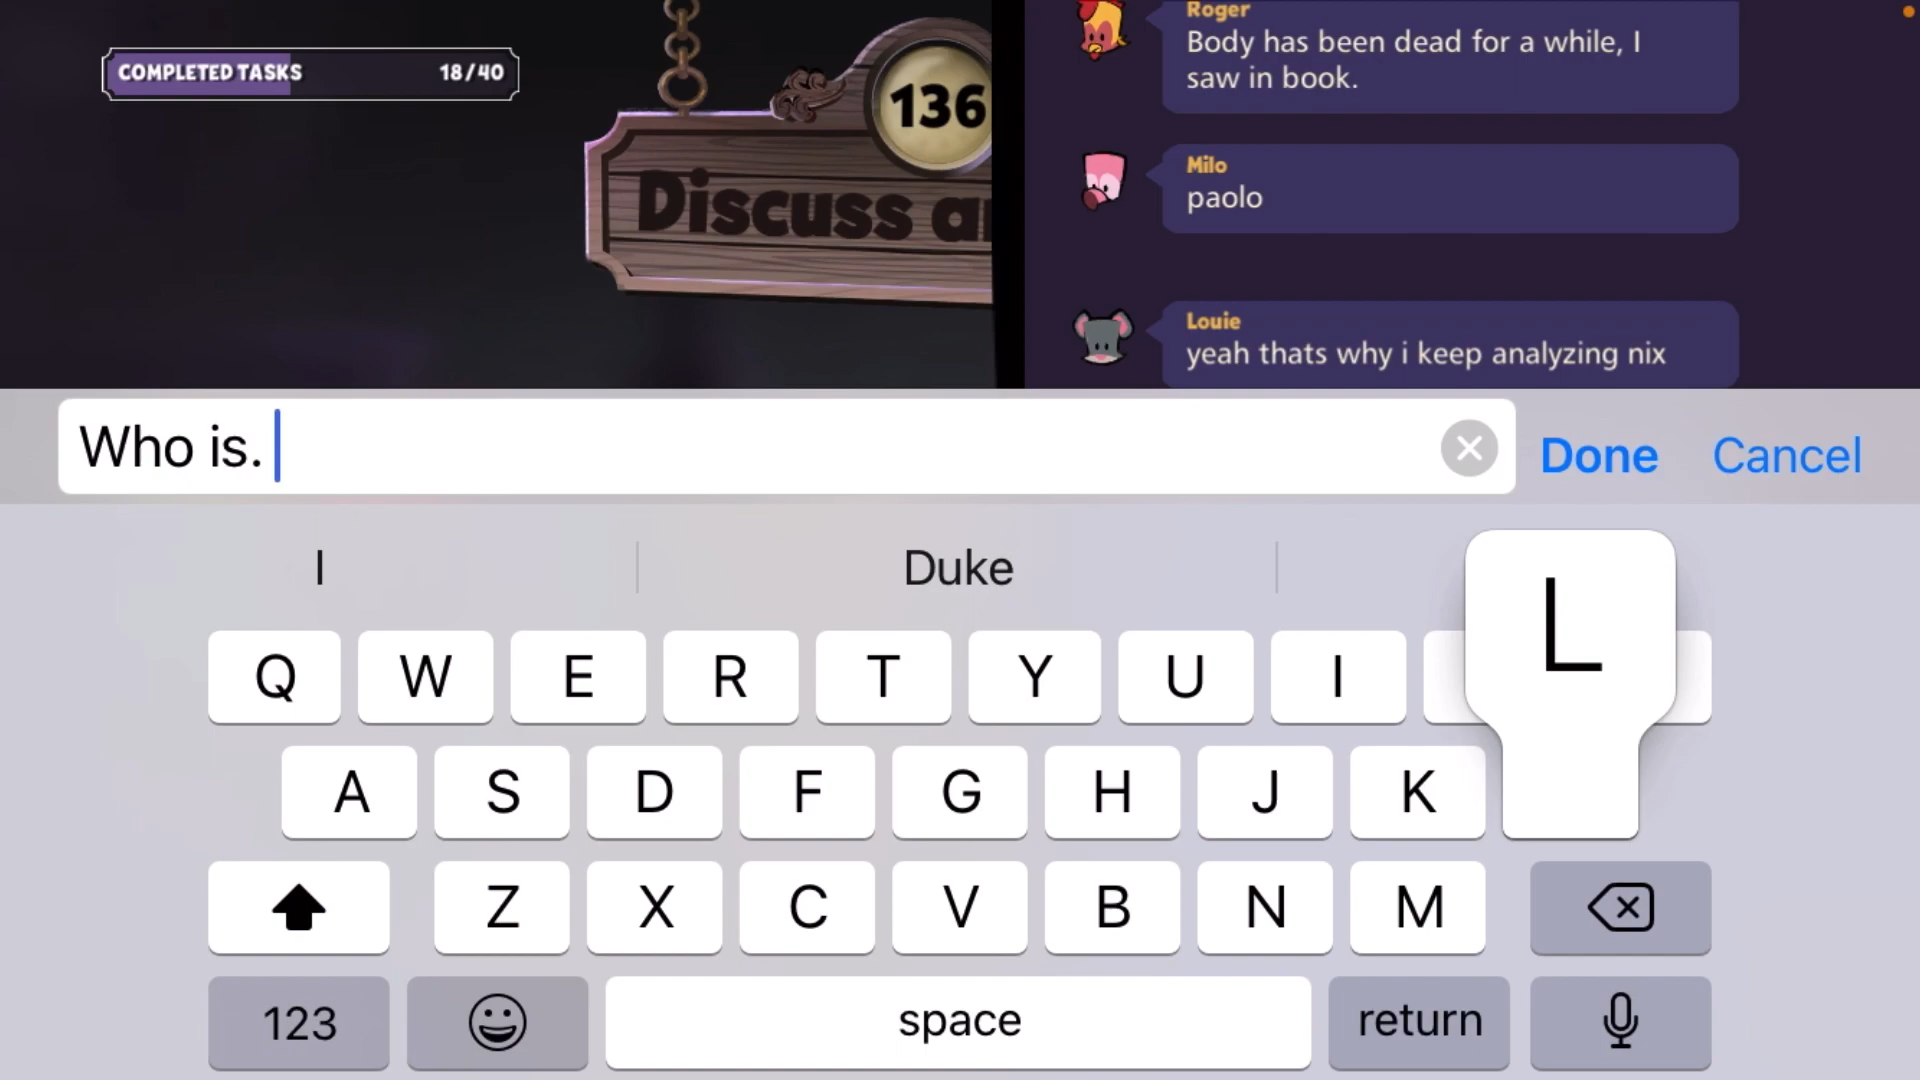 COMPLETED TASKS 18/40
136
Discuss a
Roger
Body has been dead for a while, I
saw in book.
Milo
paolo
Louie
yeah thats why i keep analyzing nix
Who is.
Done
Cancel
I
Duke
L
Q W E R T Y U I
A S D F G H J K
Z X C V B N M
123
space
return